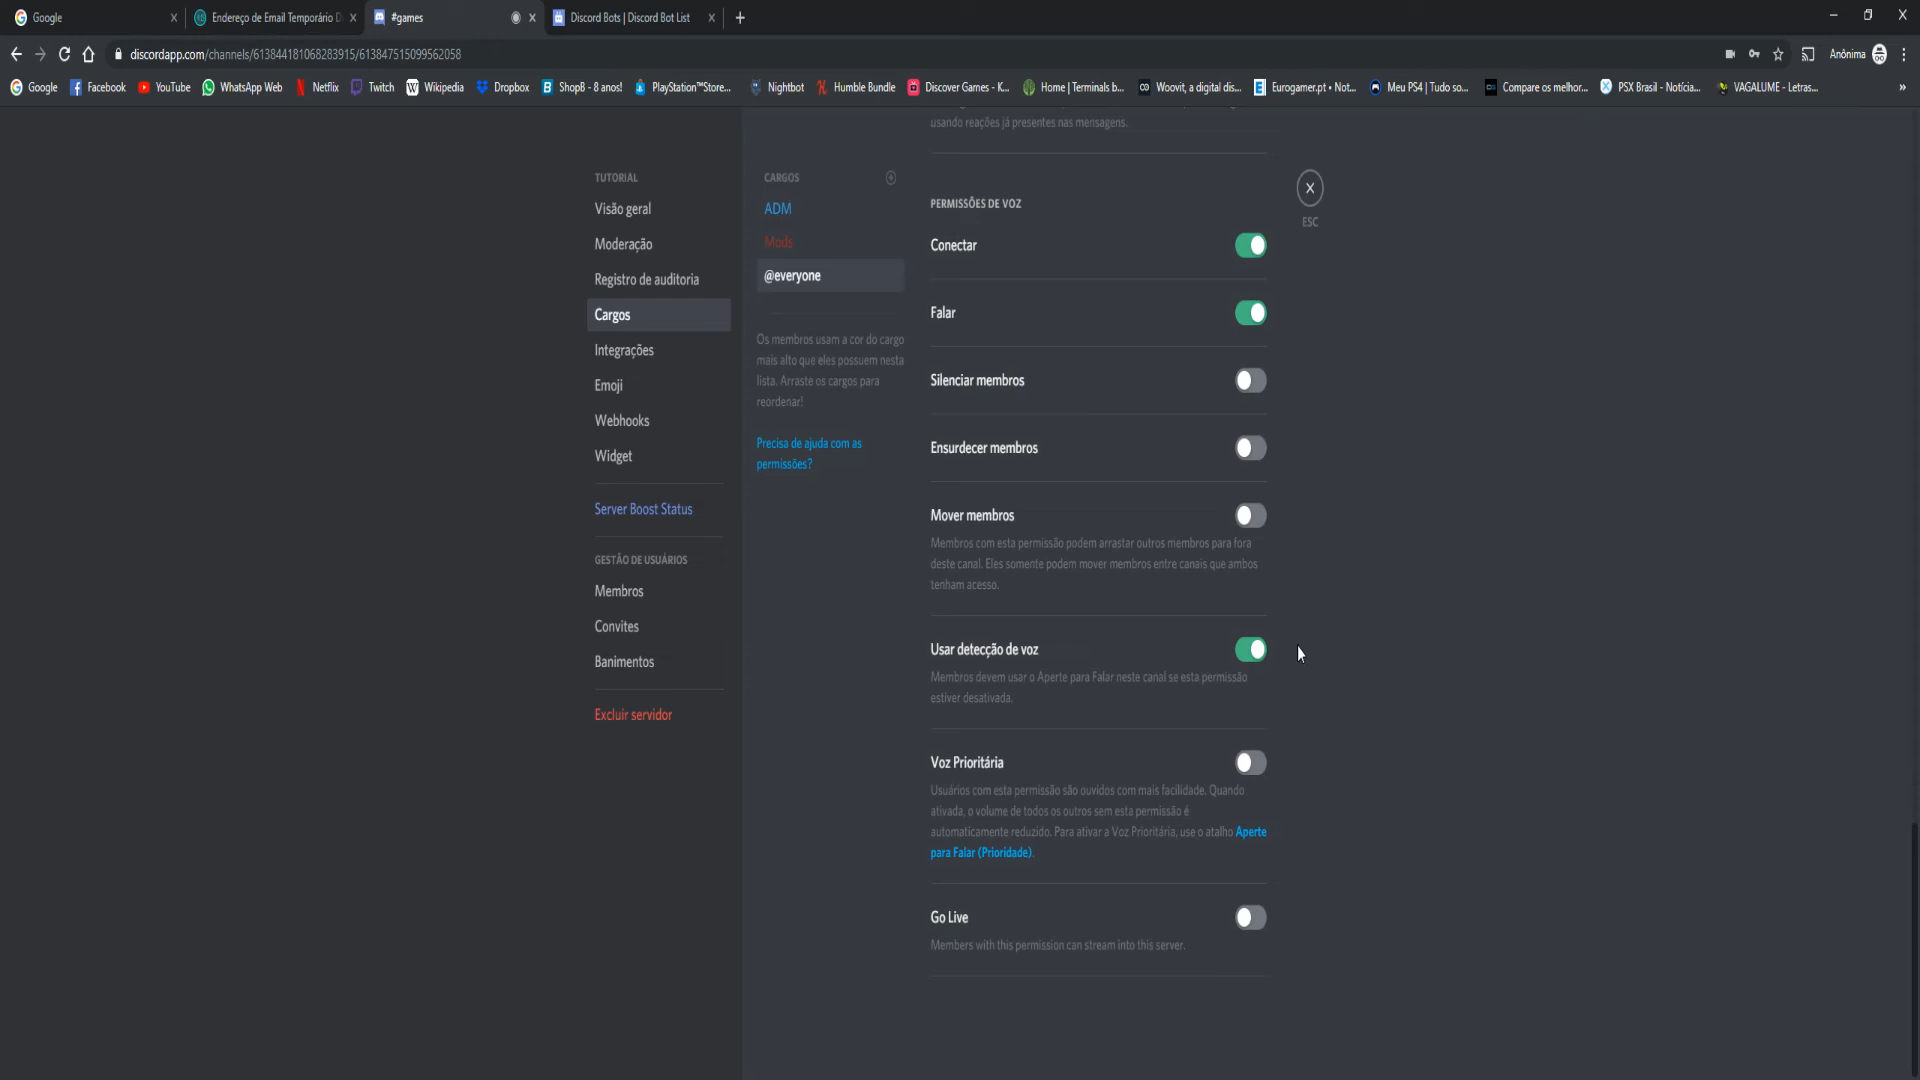 Google
Endereço de Email Temporário D
#games
Discord Bots | Discord Bot List
discordapp.com/channels/613844181068283915/613847515099562058
Anônima
Google
Facebook
YouTube
WhatsApp Web
Netflix
Twitch
Wikipedia
Dropbox
ShopB - 8 anos!
PlayStation™Store...
Nightbot
Humble Bundle
Discover Games - K...
Home | Terminals b...
Woovit, a digital dis...
Eurogamer.pt • Not...
Meu PS4 | Tudo so...
Compare os melhor...
PSX Brasil - Notícia...
VAGALUME - Letras...
»
usando reações já presentes nas mensagens.
TUTORIAL
Visão geral
Moderação
Registro de auditoria
Cargos
Integrações
Emoji
Webhooks
Widget
Server Boost Status
GESTÃO DE USUÁRIOS
Membros
Convites
Banimentos
Excluir servidor
CARGOS
ADM
Mods
@everyone
Os membros usam a cor do cargo
mais alto que eles possuem nesta
lista. Arraste os cargos para
reordenar!
Precisa de ajuda com as
permissões?
PERMISSÕES DE VOZ
Conectar
Falar
Silenciar membros
Ensurdecer membros
Mover membros
Membros com esta permissão podem arrastar outros membros para fora
deste canal. Eles somente podem mover membros entre canais que ambos
tenham acesso.
Usar detecção de voz
Membros devem usar o Aperte para Falar neste canal se esta permissão
estiver desativada.
Voz Prioritária
Usuários com esta permissão são ouvidos com mais facilidade. Quando
ativada, o volume de todos os outros sem esta permissão é
automaticamente reduzido. Para ativar a Voz Prioritária, use o atalho Aperte
para Falar (Prioridade).
Go Live
Members with this permission can stream into this server.
ESC